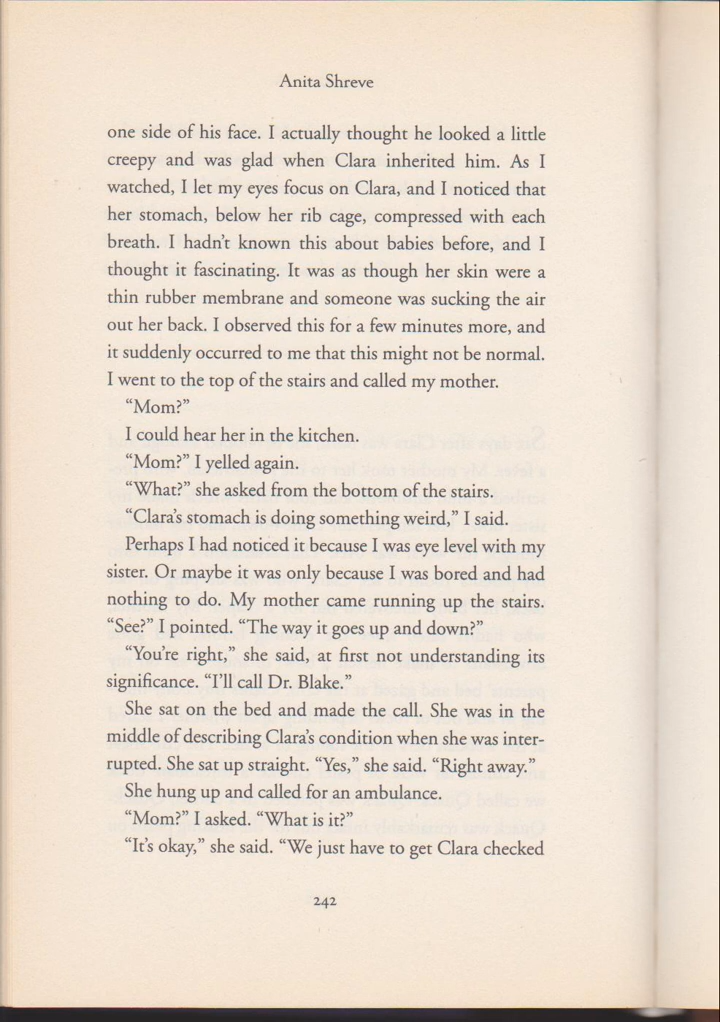 Anita Shreve
one side of his face. I actually thought he looked a little
creepy and was glad when Clara inherited him. As I
watched, I let my eyes focus on Clara, and I noticed that
her stomach, below her rib cage, compressed with each
breath. I hadn't known this about babies before, and I
thought it fascinating. It was as though her skin were a
thin rubber membrane and someone was sucking the air
out her back. I observed this for a few minutes more, and
it suddenly occurred to me that this might not be normal.
I went to the top of the stairs and called my mother.
“Mom?”
I could hear her in the kitchen.
“Mom?” I yelled again.
“What?” she asked from the bottom of the stairs.
“Clara's stomach is doing something weird,” I said.
Perhaps I had noticed it because I was eye level with my
sister. Or maybe it was only because I was bored and had
nothing to do. My mother came running up the stairs.
“See?” I pointed. “The way it goes up and down?”
“You're right,” she said, at first not understanding its
significance. “I'll call Dr. Blake.”
She sat on the bed and made the call. She was in the
middle of describing Clara's condition when she was inter-
rupted. She sat up straight. “Yes,” she said. “Right away.”
She hung up and called for an ambulance.
“Mom?” I asked. “What is it?”
“It's okay,” she said. “We just have to get Clara checked
242